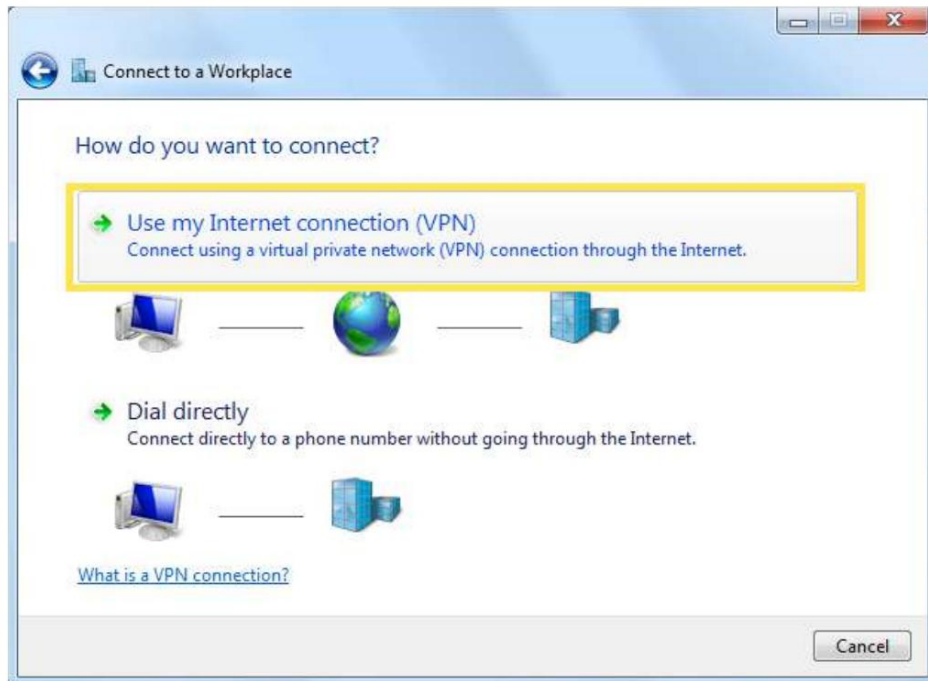 Connect to a Workplace
How do you want to connect?
Use my Internet connection (VPN)
Connect using a virtual private network (VPN) connection through the Internet.
Dial directly
Connect directly to a phone number without going through the Internet.
What is a VPN connection?
Cancel